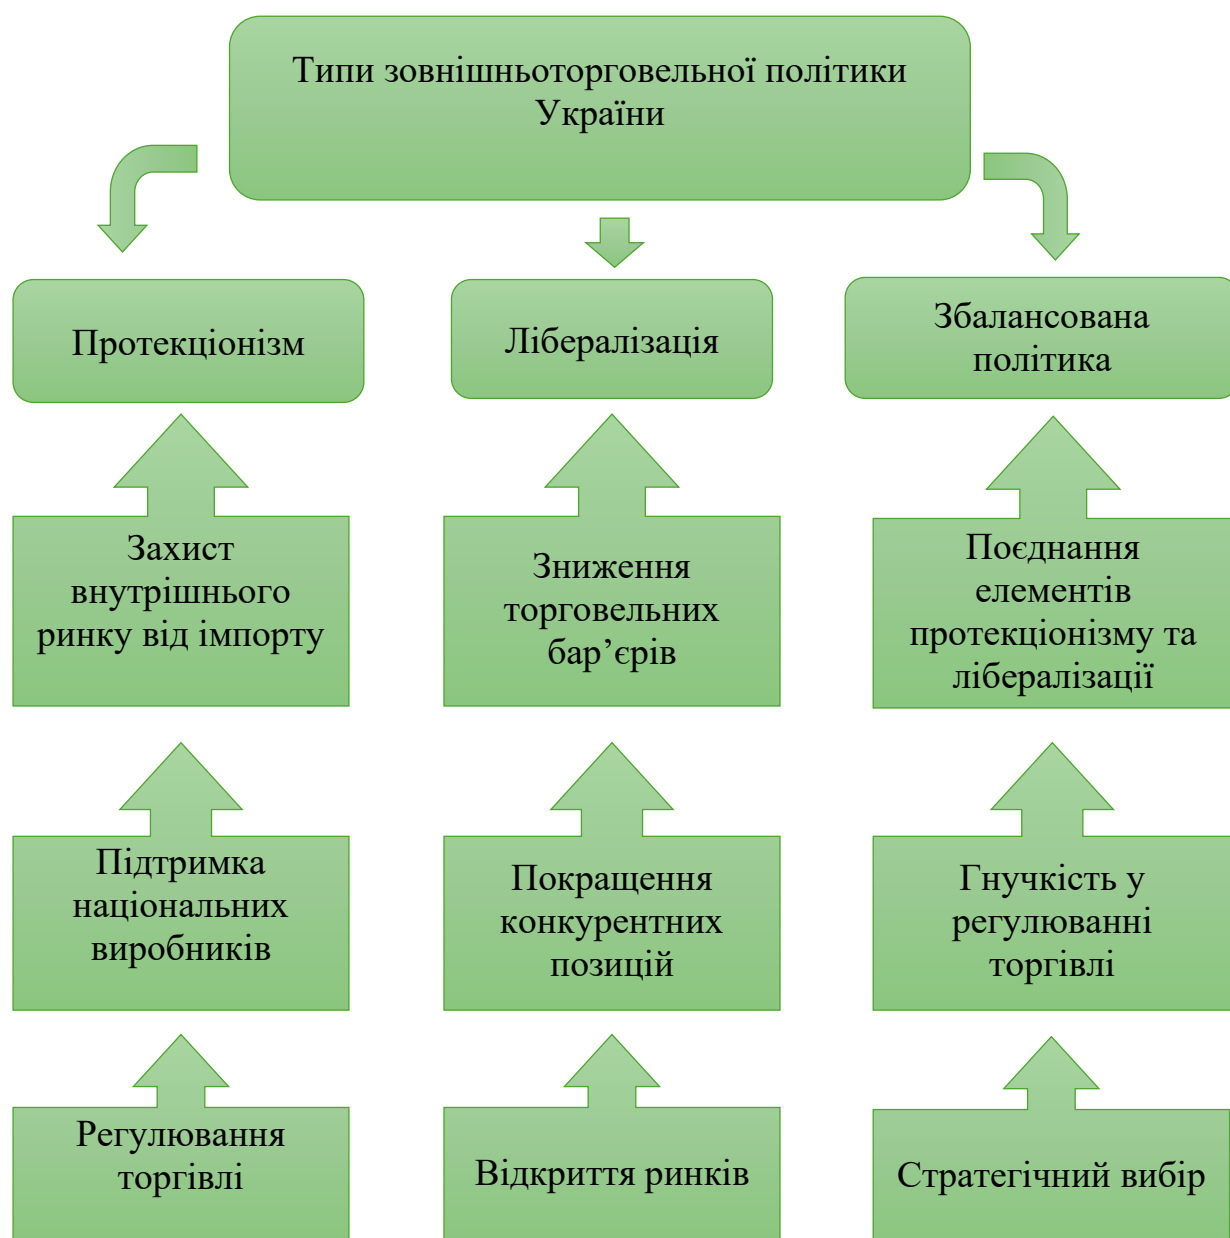 Типи зовнішньоторговельної політики
України
Протекціонізм
Лібералізація
Збалансована
політика
Захист
внутрішнього
ринку від імпорту
Зниження
торговельних
бар’єрів
Поєднання
елементів
протекціонізму та
лібералізації
Підтримка
національних
виробників
Покращення
конкурентних
позицій
Гнучкість у
регулюванні
торгівлі
Регулювання
торгівлі
Відкриття ринків
Стратегічний вибір